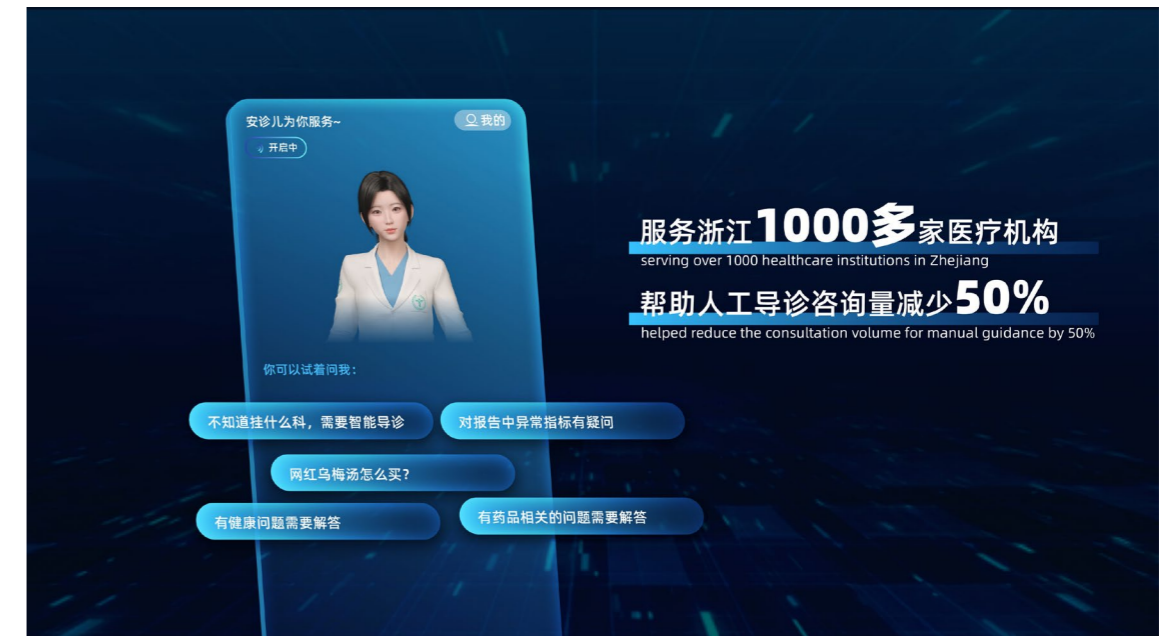 安诊儿为你服务~
我的
开启中
服务浙江1000多家医疗机构
serving over 1000 healthcare institutions in Zhejiang
帮助人工导诊咨询量减少50%
helped reduce the consultation volume for manual guidance by 50%
你可以试着问我：
不知道挂什么科，需要智能导诊
对报告中异常指标有疑问
网红乌梅汤怎么买？
有健康问题需要解答
有药品相关的问题需要解答